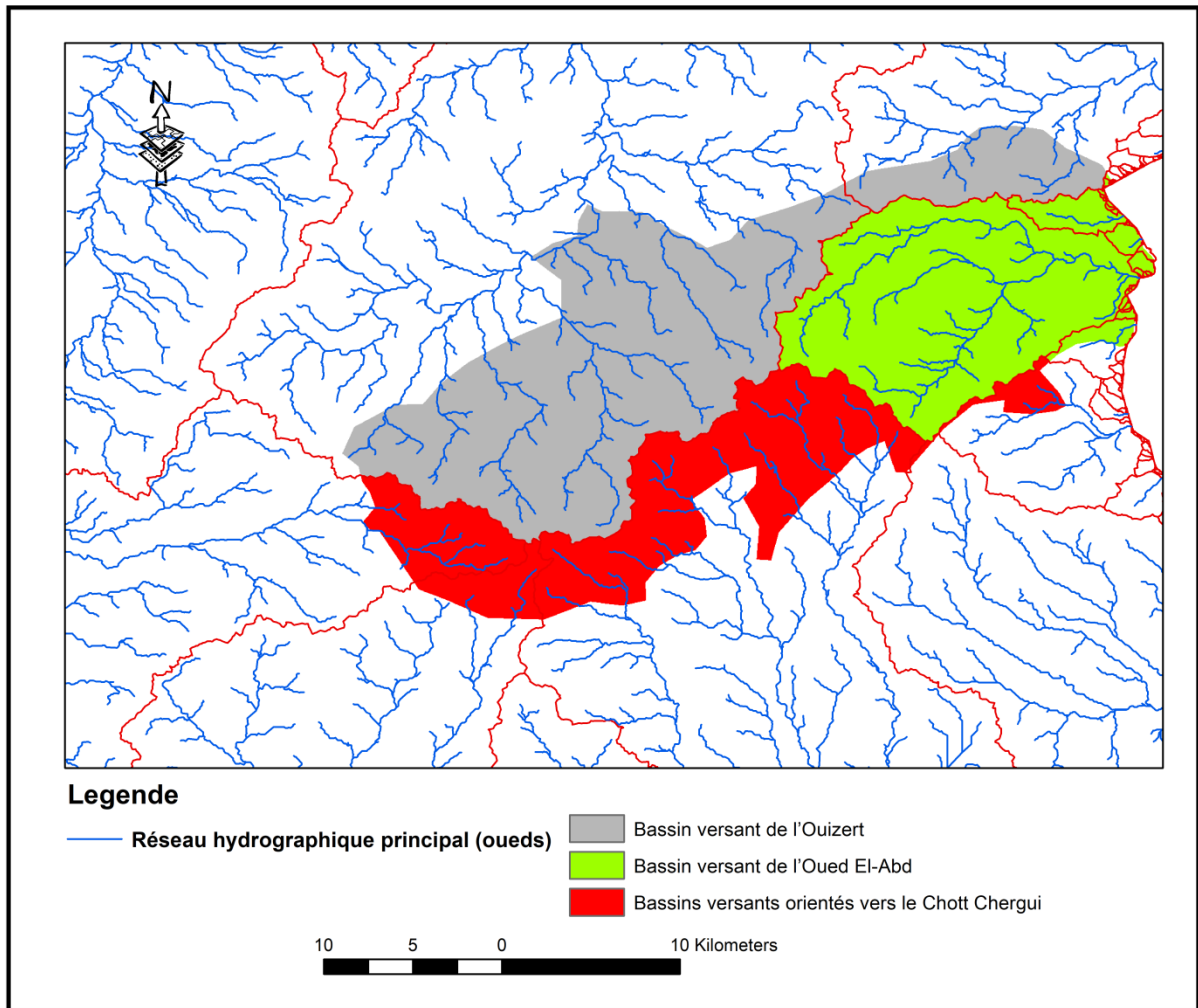 N
Legende
Réseau hydrographique principal (oueds)
Bassin versant de l'Ouizert
Bassin versant de l'Oued El-Abd
Bassins versants orientés vers le Chott Chergui
10 5 0 10 Kilometers